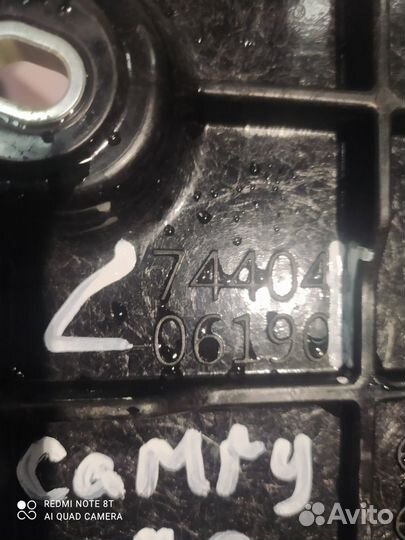 74404
06190
camry
REDMI NOTE 8T
AI QUAD CAMERA
Avito